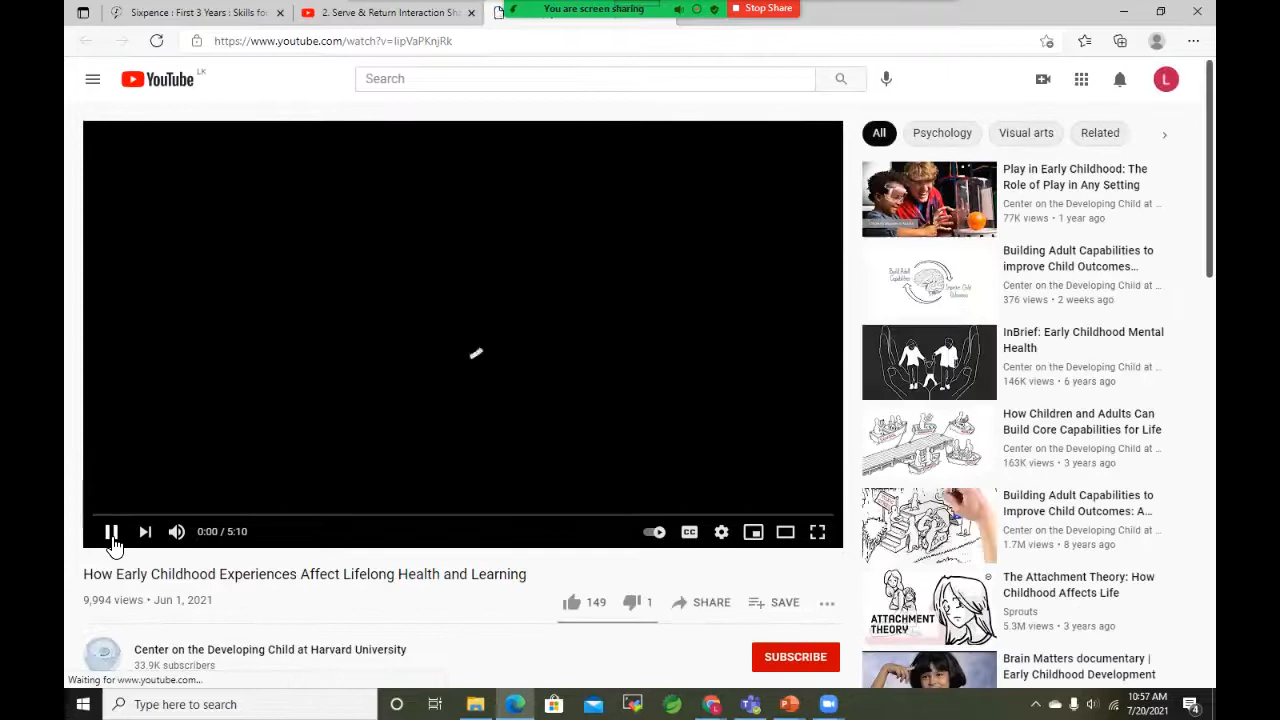 Sixpence : First 3 Years : Skills fo
2. Serve & Return Interaction Sha
You are screen sharing
Stop Share
https://www.youtube.com/watch?v=IipVaPKnjRk
YouTube LK
Search
L
All
Psychology
Visual arts
Related
Play in Early Childhood: The
Role of Play in Any Setting
Center on the Developing Child at ...
77K views • 1 year ago
Build Adult
Capabilities
Improve Child
Outcomes
Building Adult Capabilities to
improve Child Outcomes...
Center on the Developing Child at ...
376 views • 2 weeks ago
InBrief: Early Childhood Mental
Health
Center on the Developing Child at ...
146K views • 6 years ago
How Children and Adults Can
Build Core Capabilities for Life
Center on the Developing Child at ...
163K views • 3 years ago
Building Adult Capabilities to
Improve Child Outcomes: A...
Center on the Developing Child at ...
1.7M views • 8 years ago
ATTACHMENT
THEORY
The Attachment Theory: How
Childhood Affects Life
Sprouts
5.3M views • 3 years ago
Brain Matters documentary |
Early Childhood Development
0:00 / 5:10
CC
How Early Childhood Experiences Affect Lifelong Health and Learning
9,994 views • Jun 1, 2021
149
1
SHARE
SAVE
Center on the Developing Child at Harvard University
33.9K subscribers
SUBSCRIBE
Waiting for www.youtube.com...
Type here to search
10:57 AM
7/20/2021
4